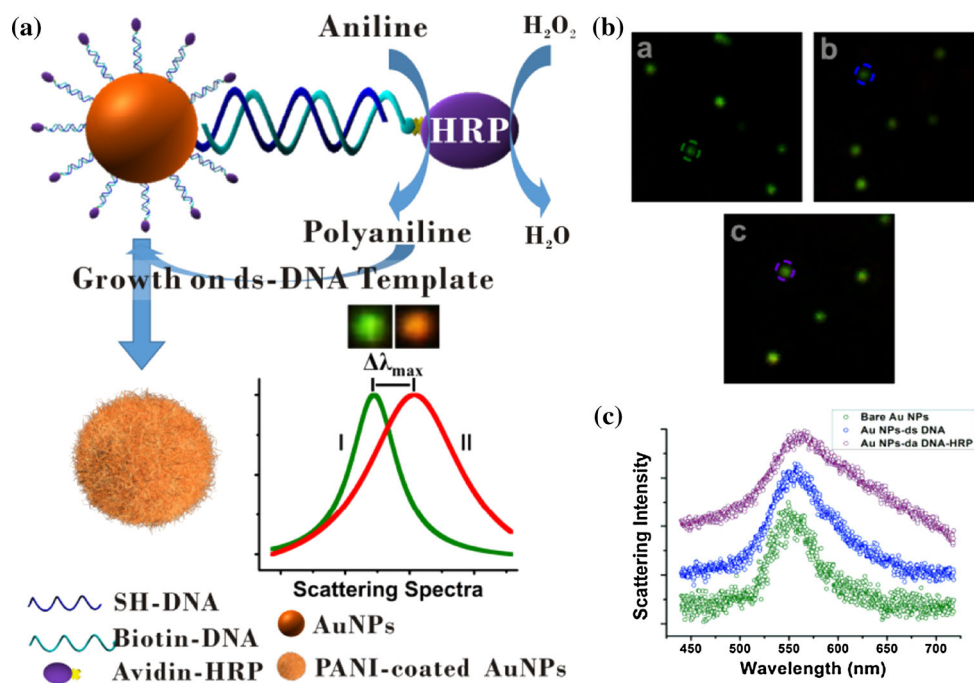 (a)
Aniline
H₂O₂
HRP
Polyaniline
H₂O
Growth on ds-DNA Template
Δλmax
I
II
Scattering Spectra
SH-DNA
Biotin-DNA
Avidin-HRP
AuNPs
PANI-coated AuNPs
(b)
a
b
c
(c)
Bare Au NPs
Au NPs-ds DNA
Au NPs-da DNA-HRP
Scattering Intensity
450 500 550 600 650 700
Wavelength (nm)